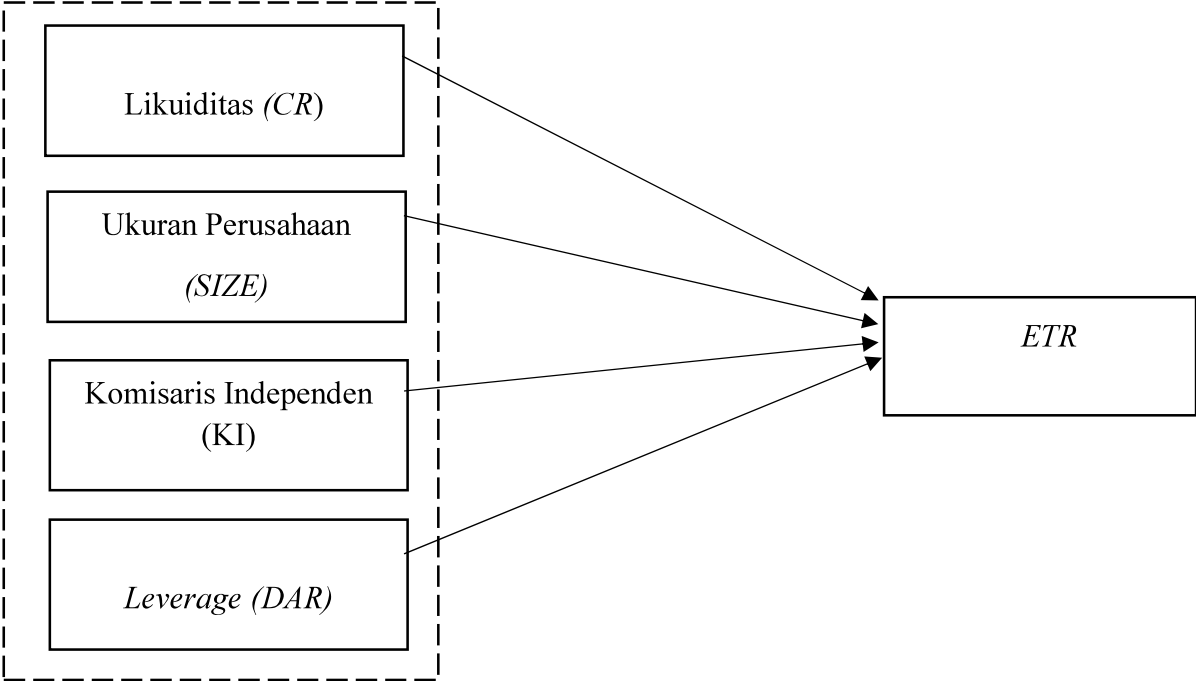 Likuiditas (CR)
Ukuran Perusahaan
(SIZE)
Komisaris Independen
(KI)
Leverage (DAR)
ETR